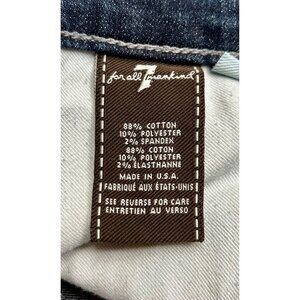 for all 7 mankind
88% COTTON
10% POLYESTER
2% SPANDEX
88% COTON
10% POLYESTER
2% ÉLASTHANNE
MADE IN U.S.A.
FABRIQUÉ AUX ÉTATS-UNIS
SEE REVERSE FOR CARE
ENTRETIEN AU VERSO